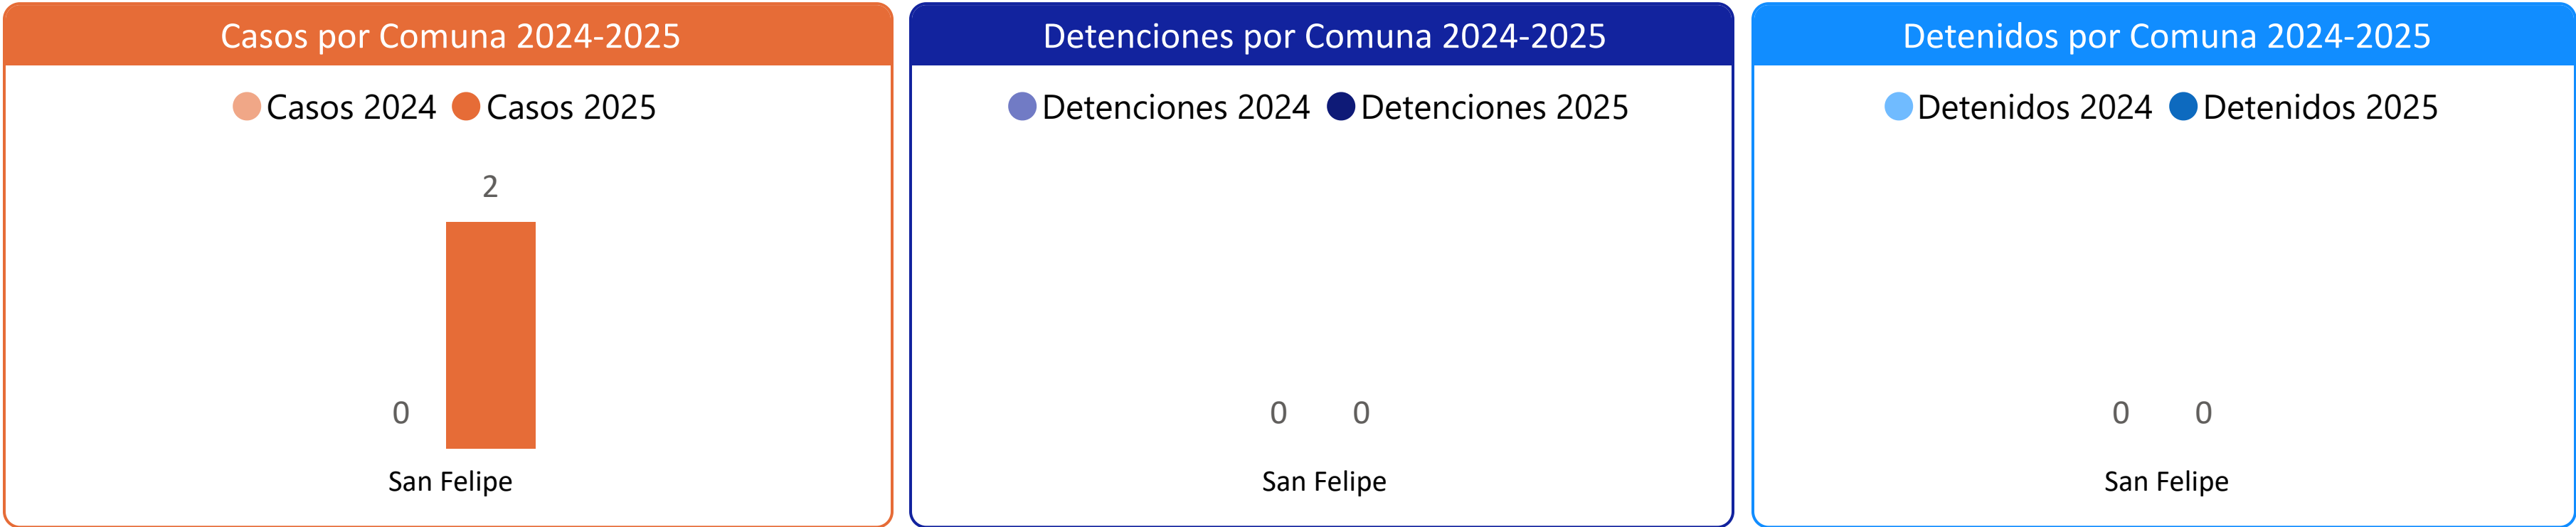 Casos por Comuna 2024-2025
Casos 2024 Casos 2025
2
0
San Felipe
Detenciones por Comuna 2024-2025
Detenciones 2024 Detenciones 2025
0 0
San Felipe
Detenidos por Comuna 2024-2025
Detenidos 2024 Detenidos 2025
0 0
San Felipe